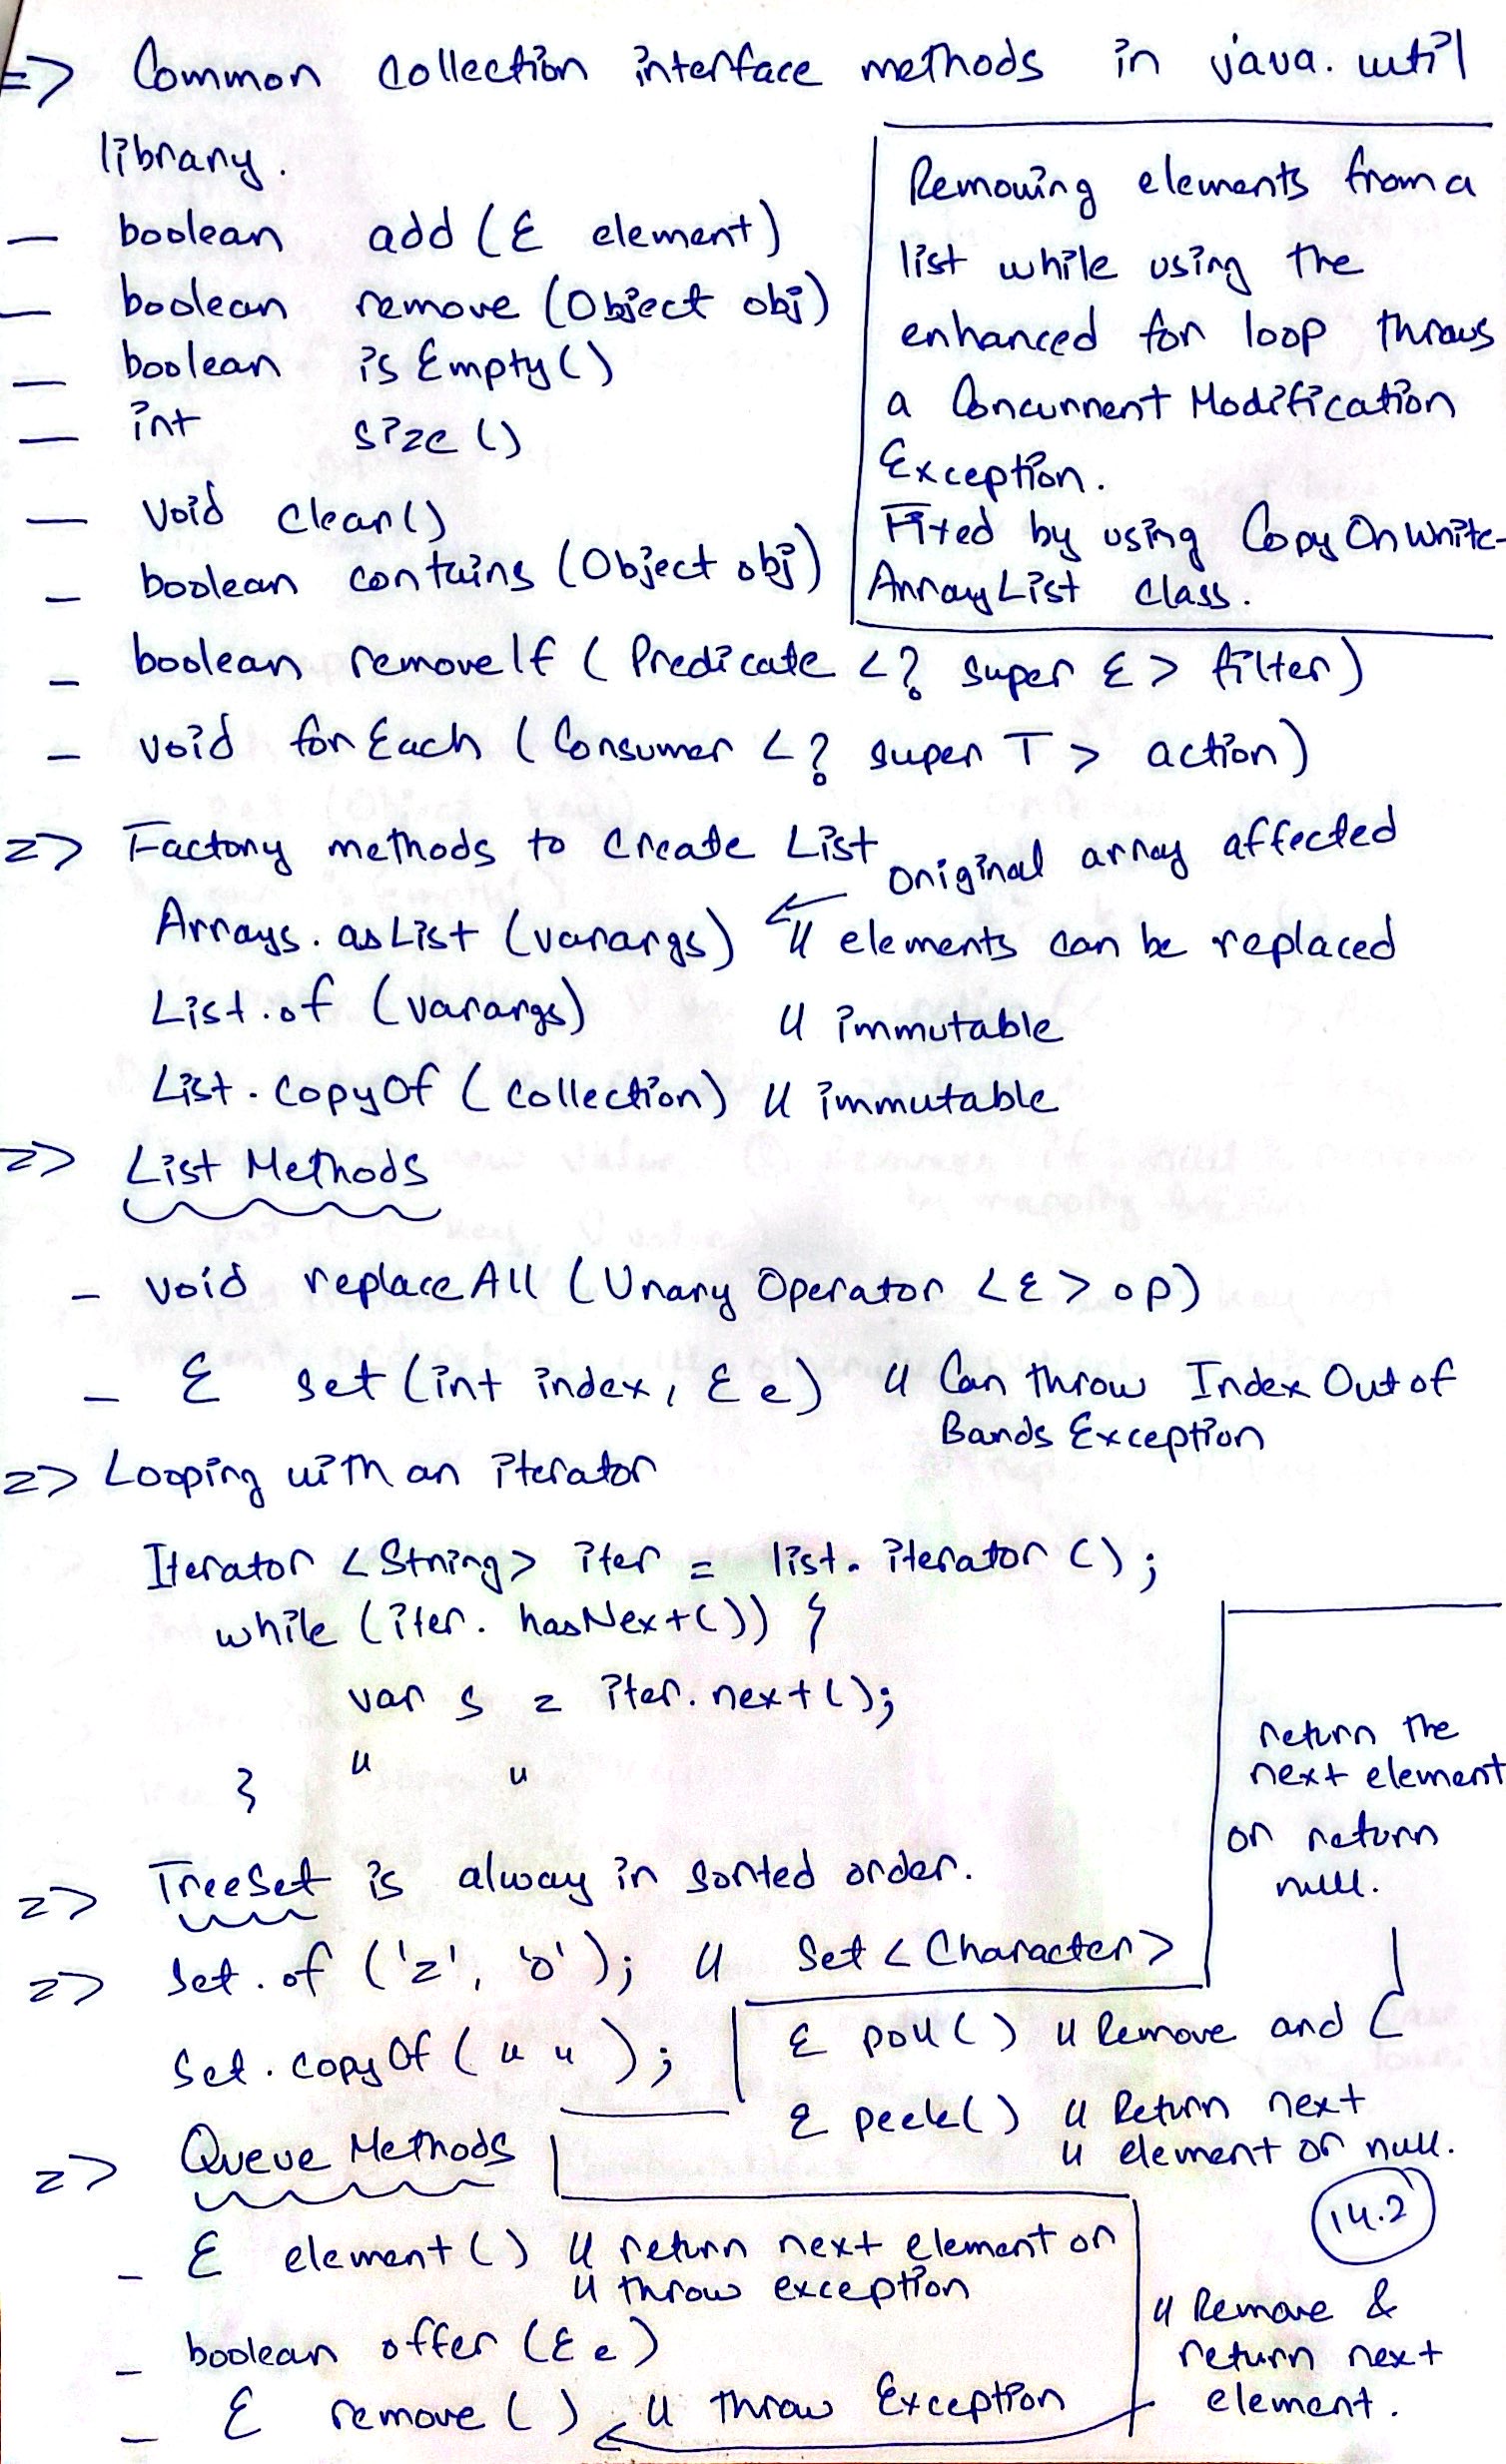 => Common collection interface methods in java.util
library.
- boolean add (E element)
- boolean remove (Object obj)
- boolean isEmpty ()
- int size ()
- void clear ()
- boolean contains (Object obj)
Removing elements from a
list while using the
enhanced for loop throws
a Concurrent Modification
Exception.
Fixed by using CopyOnWrite-
ArrayList class.
- boolean removeIf ( Predicate <? super E> filter)
- void forEach ( Consumer <? super T > action)
=> Factory methods to create List
original array affected
Arrays.asList (varargs) ← // elements can be replaced
List.of (varargs) // immutable
List.copyOf ( collection) // immutable
=> List Methods
- void replaceAll (Unary Operator <E> op)
- E set (int index, E e) // Can throw Index Out of
Bands Exception
=> Looping with an iterator
Iterator <String> iter = list.iterator ();
while (iter. hasNext()) {
var s = iter.next();
" "
}
=> TreeSet is alway in sorted order.
=> Set.of ('z', 'o'); // Set < Character>
Set.copyOf ( " " );
return the
next element
or return
null.
E poll () // Remove and
E peek() // Return next
// element or null.
=> Queue Methods
- E element () // return next element or
// throw exception
- boolean offer (E e)
- E remove () ← // throw Exception
// Remove &
return next
element.
14.2